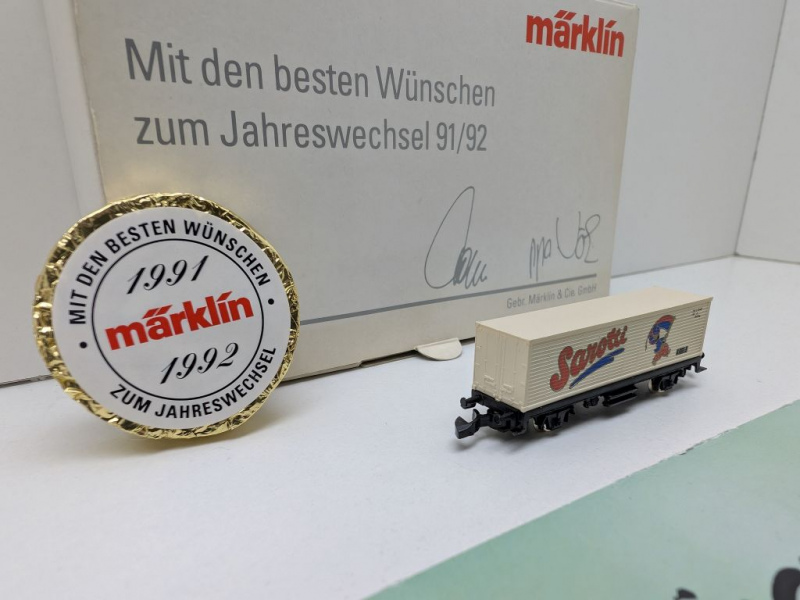 märklin
Mit den besten Wünschen
zum Jahreswechsel 91/92
Gebr. Märklin & Cie. GmbH
MIT DEN BESTEN WÜNSCHEN
1991
märklin
1992
ZUM JAHRESWECHSEL
Sarotti